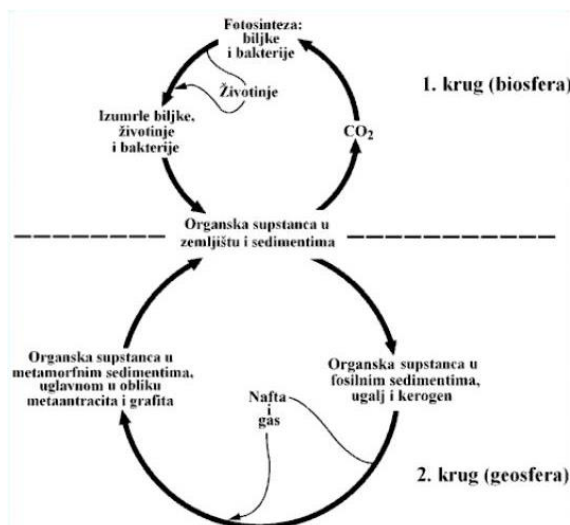 Fotosinteza:
biljke
i bakterije
Životinje
1. krug (biosfera)
Izumrle biljke,
životinje
i bakterije
CO₂
Organska supstanca u
zemljištu i sedimentima
Organska supstanca u
metamorfnim sedimentima,
uglavnom u obliku
metaantracita i grafita
Organska supstanca u
fosilnim sedimentima,
ugalj i kerogen
Nafta
i
gas
2. krug (geosfera)